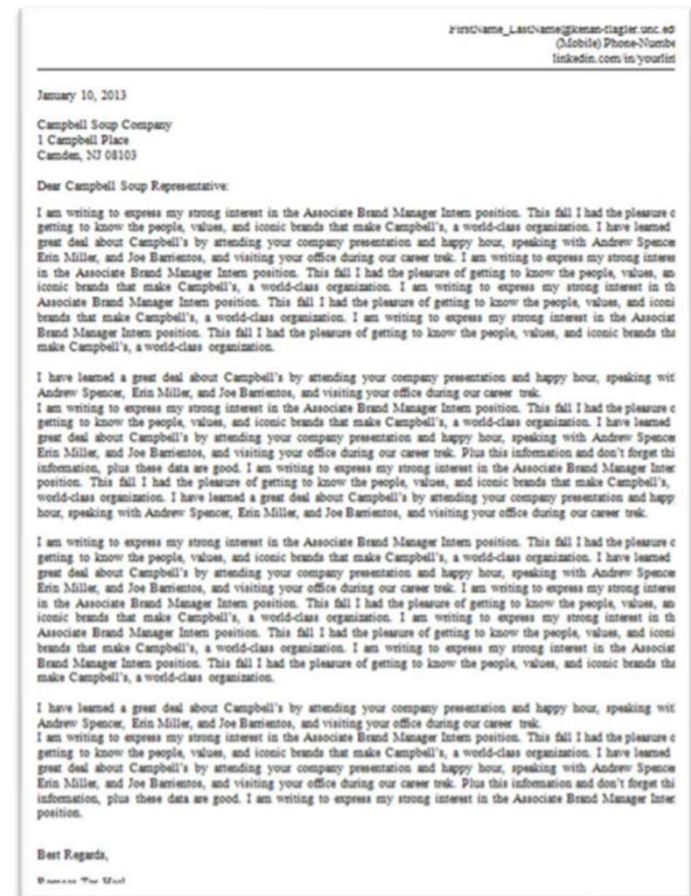 FirstName_LastName@kenan-flagler.unc.ed
(Mobile) Phone-Numbe
linkedin.com/in/yourlin
January 10, 2013
Campbell Soup Company
1 Campbell Place
Camden, NJ 08103
Dear Campbell Soup Representative:
I am writing to express my strong interest in the Associate Brand Manager Intern position. This fall I had the pleasure o
getting to know the people, values, and iconic brands that make Campbell's, a world-class organization. I have learned
great deal about Campbell's by attending your company presentation and happy hour, speaking with Andrew Spence
Erin Miller, and Joe Barrientos, and visiting your office during our career trek. I am writing to express my strong interes
in the Associate Brand Manager Intern position. This fall I had the pleasure of getting to know the people, values, an
iconic brands that make Campbell's, a world-class organization. I am writing to express my strong interest in th
Associate Brand Manager Intern position. This fall I had the pleasure of getting to know the people, values, and iconi
brands that make Campbell's, a world-class organization. I am writing to express my strong interest in the Associat
Brand Manager Intern position. This fall I had the pleasure of getting to know the people, values, and iconic brands tha
make Campbell's, a world-class organization.
I have learned a great deal about Campbell's by attending your company presentation and happy hour, speaking wit
Andrew Spencer, Erin Miller, and Joe Barrientos, and visiting your office during our career trek.
I am writing to express my strong interest in the Associate Brand Manager Intern position. This fall I had the pleasure o
getting to know the people, values, and iconic brands that make Campbell's, a world-class organization. I have learned
great deal about Campbell's by attending your company presentation and happy hour, speaking with Andrew Spence
Erin Miller, and Joe Barrientos, and visiting your office during our career trek. Plus this information and don't forget thi
information, plus these data are good. I am writing to express my strong interest in the Associate Brand Manager Inter
position. This fall I had the pleasure of getting to know the people, values, and iconic brands that make Campbell's,
world-class organization. I have learned a great deal about Campbell's by attending your company presentation and happ
hour, speaking with Andrew Spencer, Erin Miller, and Joe Barrientos, and visiting your office during our career trek.
I am writing to express my strong interest in the Associate Brand Manager Intern position. This fall I had the pleasure o
getting to know the people, values, and iconic brands that make Campbell's, a world-class organization. I have learned
great deal about Campbell's by attending your company presentation and happy hour, speaking with Andrew Spence
Erin Miller, and Joe Barrientos, and visiting your office during our career trek. I am writing to express my strong interes
in the Associate Brand Manager Intern position. This fall I had the pleasure of getting to know the people, values, an
iconic brands that make Campbell's, a world-class organization. I am writing to express my strong interest in th
Associate Brand Manager Intern position. This fall I had the pleasure of getting to know the people, values, and iconi
brands that make Campbell's, a world-class organization. I am writing to express my strong interest in the Associat
Brand Manager Intern position. This fall I had the pleasure of getting to know the people, values, and iconic brands tha
make Campbell's, a world-class organization.
I have learned a great deal about Campbell's by attending your company presentation and happy hour, speaking wit
Andrew Spencer, Erin Miller, and Joe Barrientos, and visiting your office during our career trek.
I am writing to express my strong interest in the Associate Brand Manager Intern position. This fall I had the pleasure o
getting to know the people, values, and iconic brands that make Campbell's, a world-class organization. I have learned
great deal about Campbell's by attending your company presentation and happy hour, speaking with Andrew Spence
Erin Miller, and Joe Barrientos, and visiting your office during our career trek. Plus this information and don't forget thi
information, plus these data are good. I am writing to express my strong interest in the Associate Brand Manager Inter
position.
Best Regards,